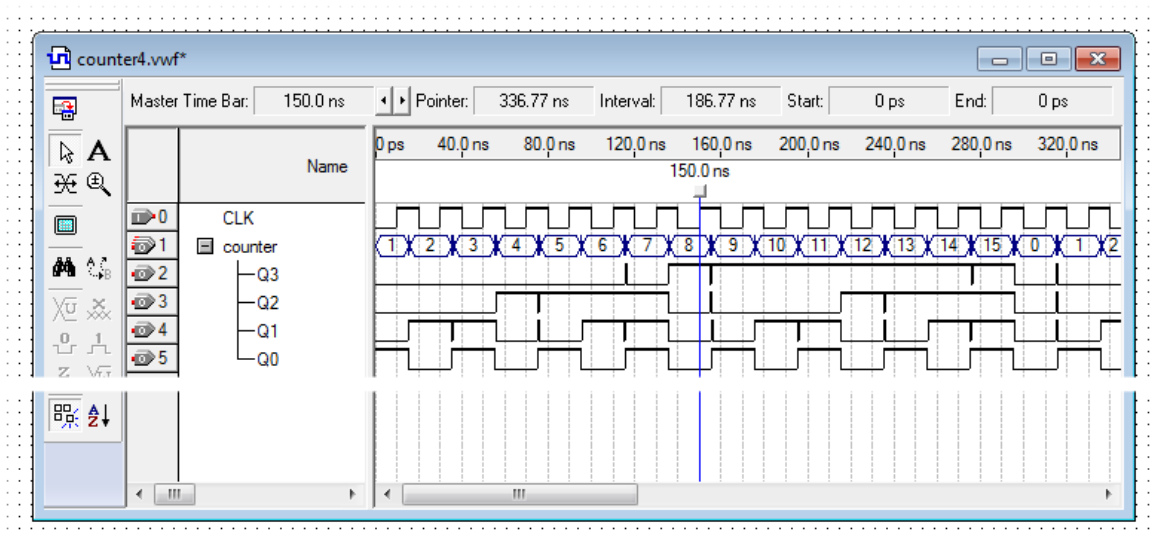 counter4.vwf*
Master Time Bar: 150.0 ns Pointer: 336.77 ns Interval: 186.77 ns Start: 0 ps End: 0 ps
A
Name
0 ps 40.0 ns 80.0 ns 120.0 ns 160.0 ns 200.0 ns 240.0 ns 280.0 ns 320.0 ns
150.0 ns
0 CLK
1 counter 1 2 3 4 5 6 7 8 9 10 11 12 13 14 15 0 1 2
2 Q3
3 Q2
4 Q1
5 Q0
A
Z